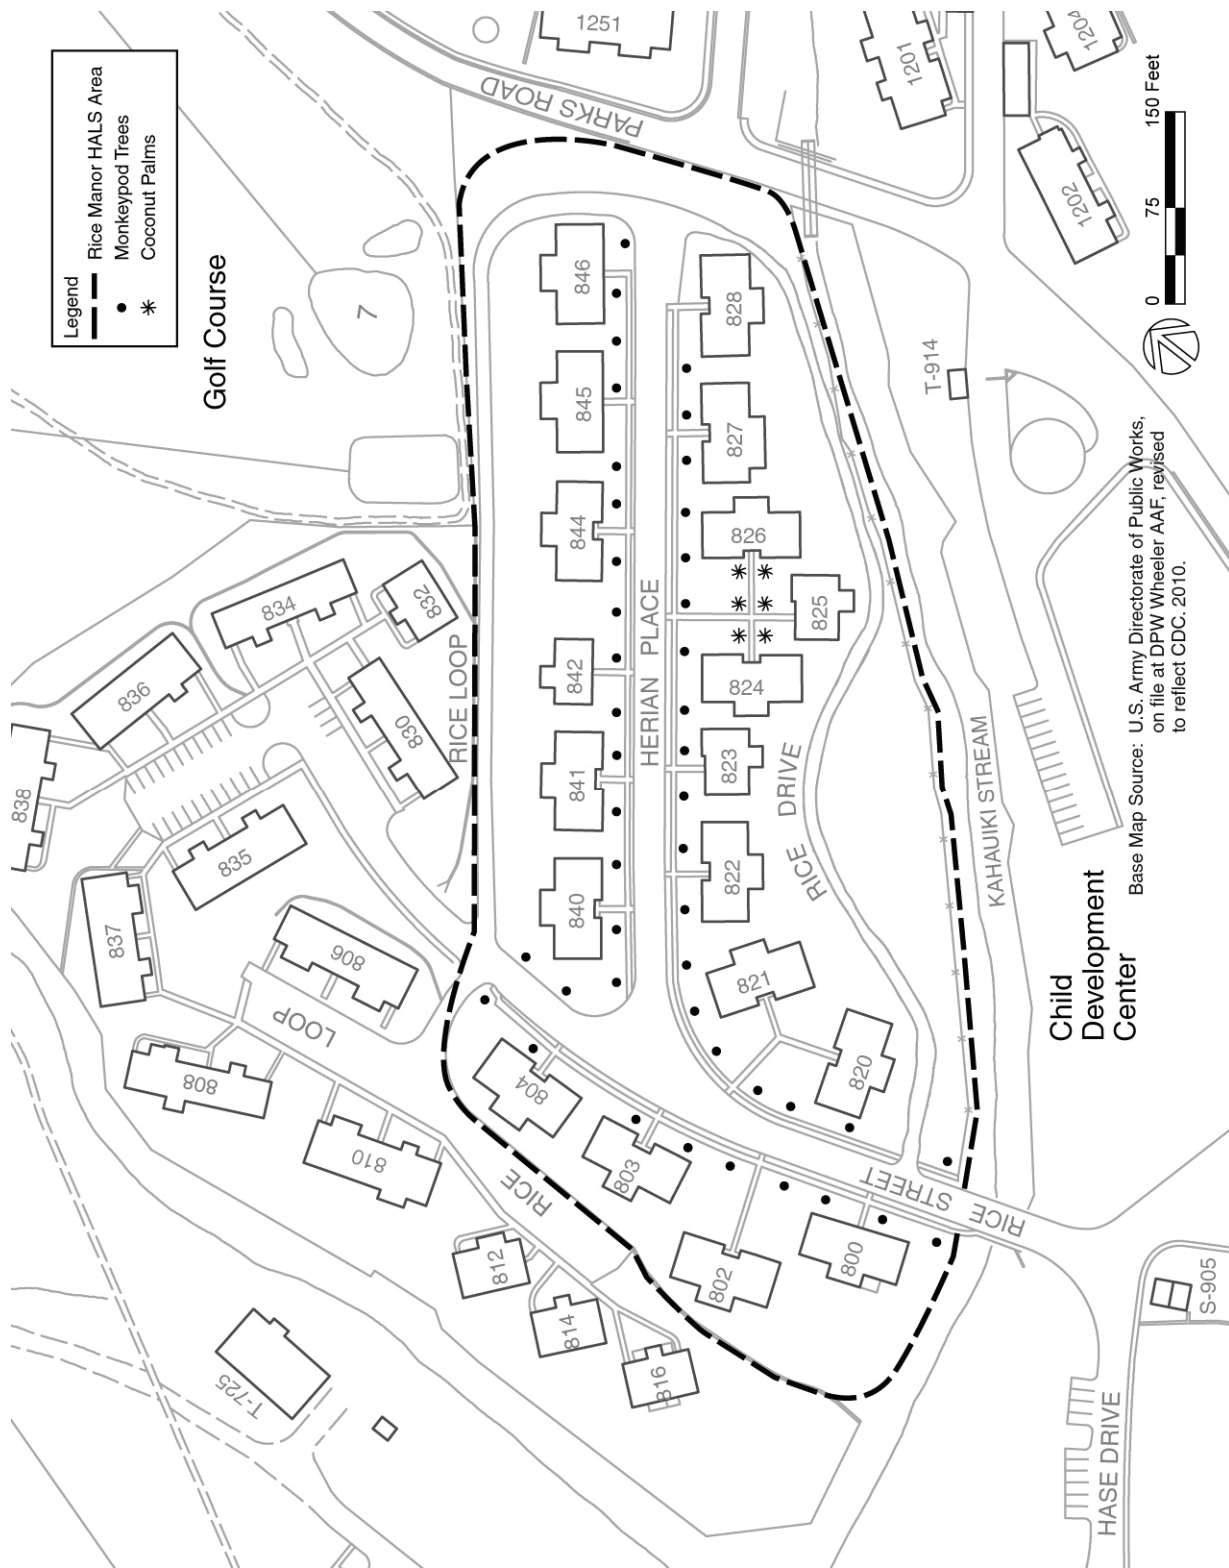 Legend
Rice Manor HALS Area
Monkeypod Trees
Coconut Palms
Golf Course
7
1251
PARKS ROAD
1201
1204
1202
0 75 150 Feet
T-914
846
845
844
842
841
840
828
827
826
825
824
823
822
821
820
HERIAN PLACE
RICE LOOP
RICE DRIVE
KAHAUIKI STREAM
834
832
836
830
838
835
837
806
LOOP
808
810
RICE
812
814
816
804
803
802
800
RICE STREET
T-725
Child
Development
Center
Base Map Source: U.S. Army Directorate of Public Works,
on file at DPW Wheeler AAF, revised
to reflect CDC. 2010.
S-905
HASE DRIVE